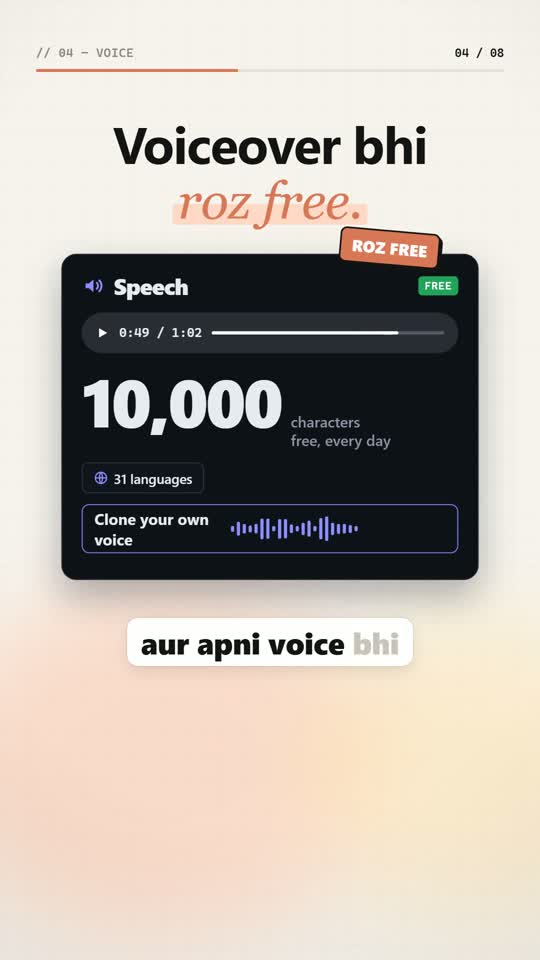 // 04 — VOICE
04 / 08
Voiceover bhi
roz free.
ROZ FREE
Speech
FREE
0:49 / 1:02
10,000
characters
free, every day
31 languages
Clone your own
voice
aur apni voice bhi